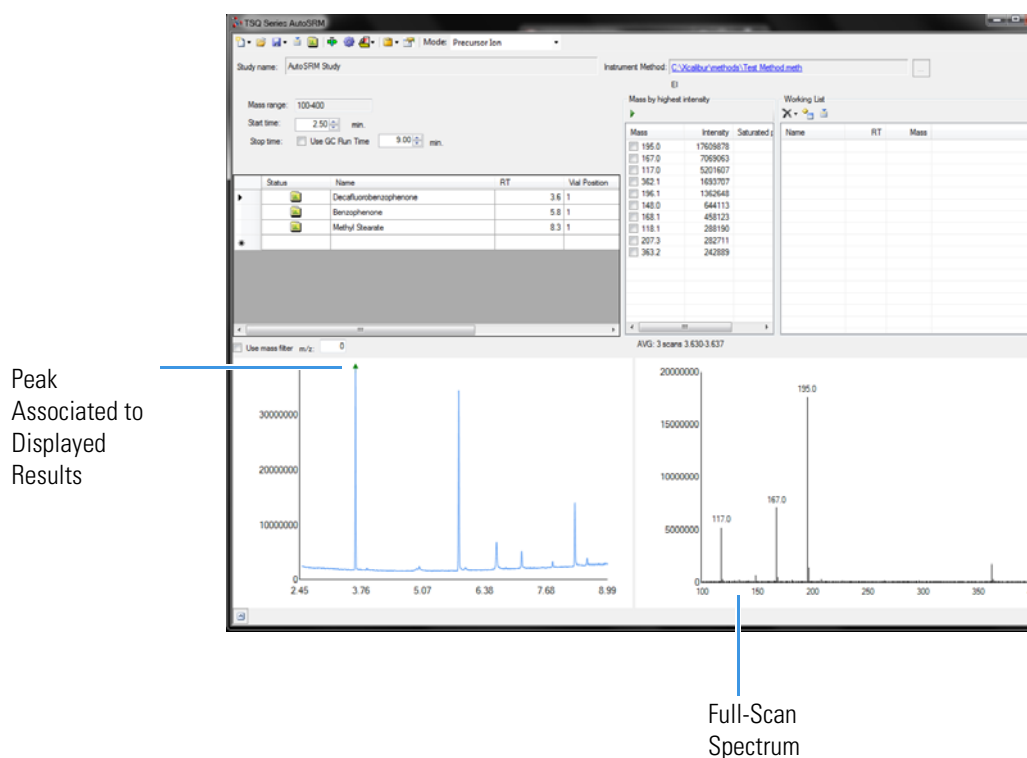 TSQ Series AutoSRM
Mode: Precursor Ion
Study name: AutoSRM Study
Instrument Method: C:\Xcalibur\methods\Test Method.meth
EI
Mass range: 100-400
Start time: 2.50 min.
Stop time: Use GC Run Time 9.00 min.
Mass by highest intensity
Working List
Mass Intensity Saturated
195.0 17609878
167.0 7069063
117.0 5201607
362.1 1693707
196.1 1362648
148.0 644113
168.1 458123
118.1 288190
207.3 282711
363.2 242889
Name RT Mass
Status Name RT Vial Position
Decafluorobenzophenone 3.6 1
Benzophenone 5.8 1
Methyl Stearate 8.3 1
Use mass filter m/z: 0
AVG: 3 scans 3.630-3.637
Peak
Associated to
Displayed
Results
30000000
20000000
10000000
0
2.45 3.76 5.07 6.38 7.68 8.99
20000000
15000000
10000000
5000000
0
195.0
167.0
117.0
100 150 200 250 300 350
Full-Scan
Spectrum